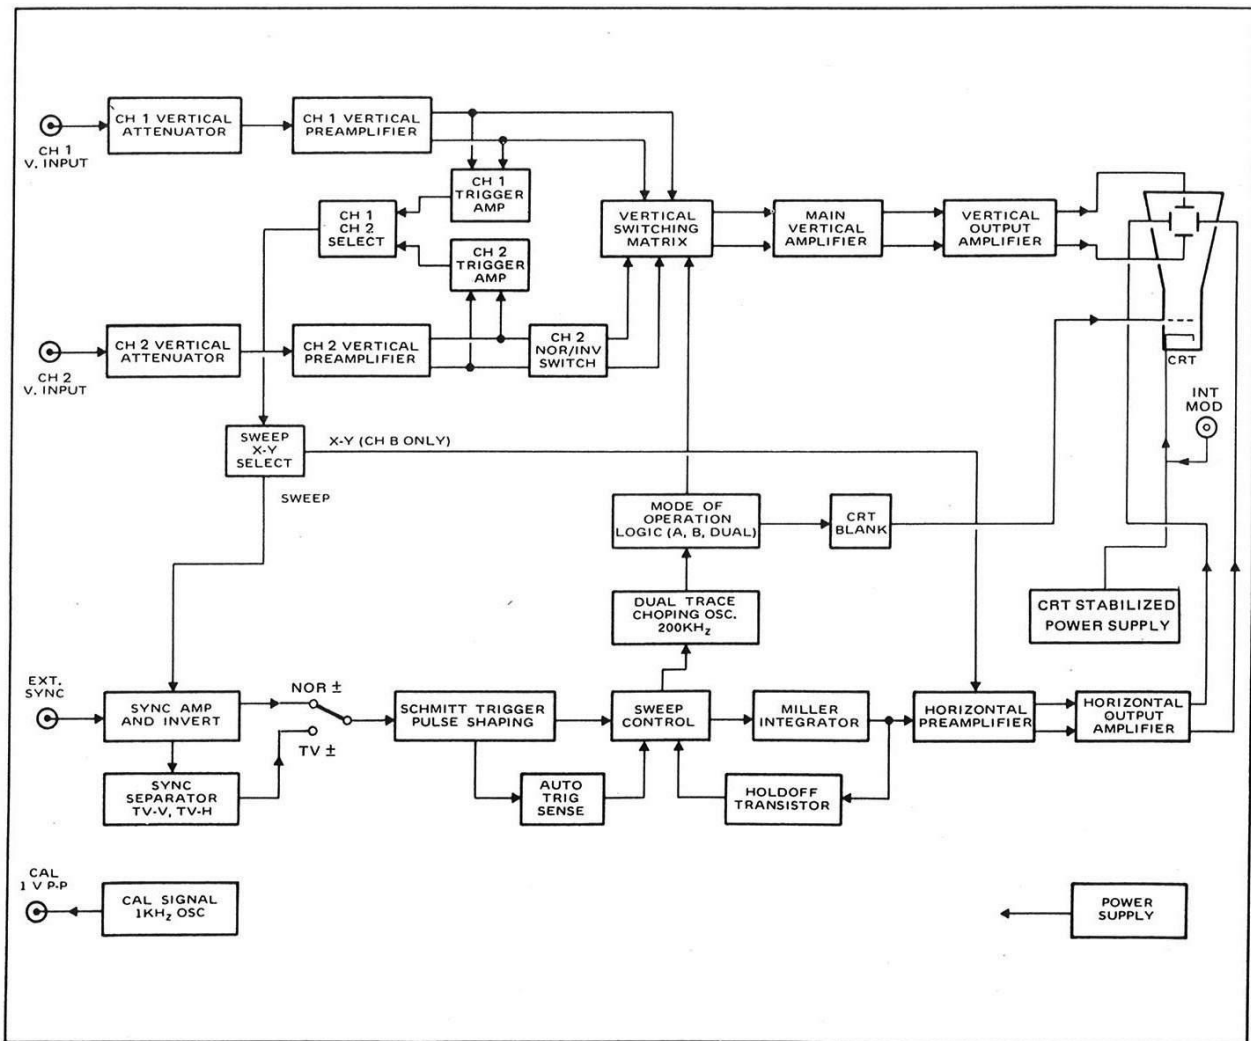 CH 1 VERTICAL
ATTENUATOR
CH 1 VERTICAL
PREAMPLIFIER
CH 1
V. INPUT
CH 1
TRIGGER
AMP
CH 1
CH 2
SELECT
CH 2
TRIGGER
AMP
VERTICAL
SWITCHING
MATRIX
MAIN
VERTICAL
AMPLIFIER
VERTICAL
OUTPUT
AMPLIFIER
CH 2 VERTICAL
ATTENUATOR
CH 2 VERTICAL
PREAMPLIFIER
CH 2
NOR/INV
SWITCH
CH 2
V. INPUT
CRT
INT
MOD
SWEEP
X-Y
SELECT
X-Y (CH B ONLY)
SWEEP
MODE OF
OPERATION
LOGIC (A, B, DUAL)
CRT
BLANK
DUAL TRACE
CHOPING OSC.
200KHz
CRT STABILIZED
POWER SUPPLY
EXT.
SYNC
SYNC AMP
AND INVERT
NOR ±
TV ±
SCHMITT TRIGGER
PULSE SHAPING
SWEEP
CONTROL
MILLER
INTEGRATOR
HORIZONTAL
PREAMPLIFIER
HORIZONTAL
OUTPUT
AMPLIFIER
SYNC
SEPARATOR
TV-V, TV-H
AUTO
TRIG
SENSE
HOLDOFF
TRANSISTOR
CAL
1 V P-P
CAL SIGNAL
1KHz OSC
POWER
SUPPLY